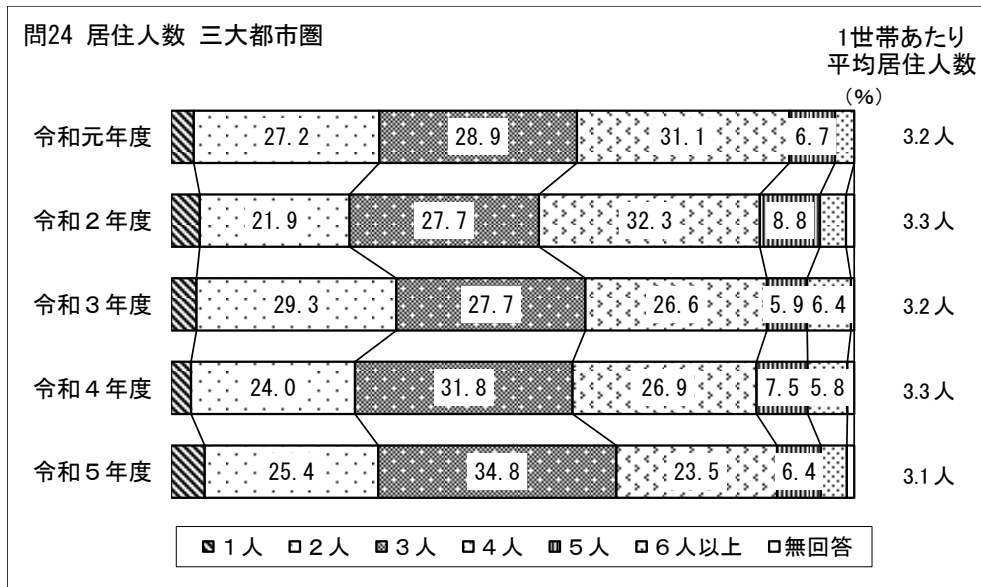 問24 居住人数 三大都市圏
1世帯あたり
平均居住人数
(%)
令和元年度 27.2 28.9 31.1 6.7 3.2人
令和２年度 21.9 27.7 32.3 8.8 3.3人
令和３年度 29.3 27.7 26.6 5.9 6.4 3.2人
令和４年度 24.0 31.8 26.9 7.5 5.8 3.3人
令和５年度 25.4 34.8 23.5 6.4 3.1人
１人 ２人 ３人 ４人 ５人 ６人以上 無回答